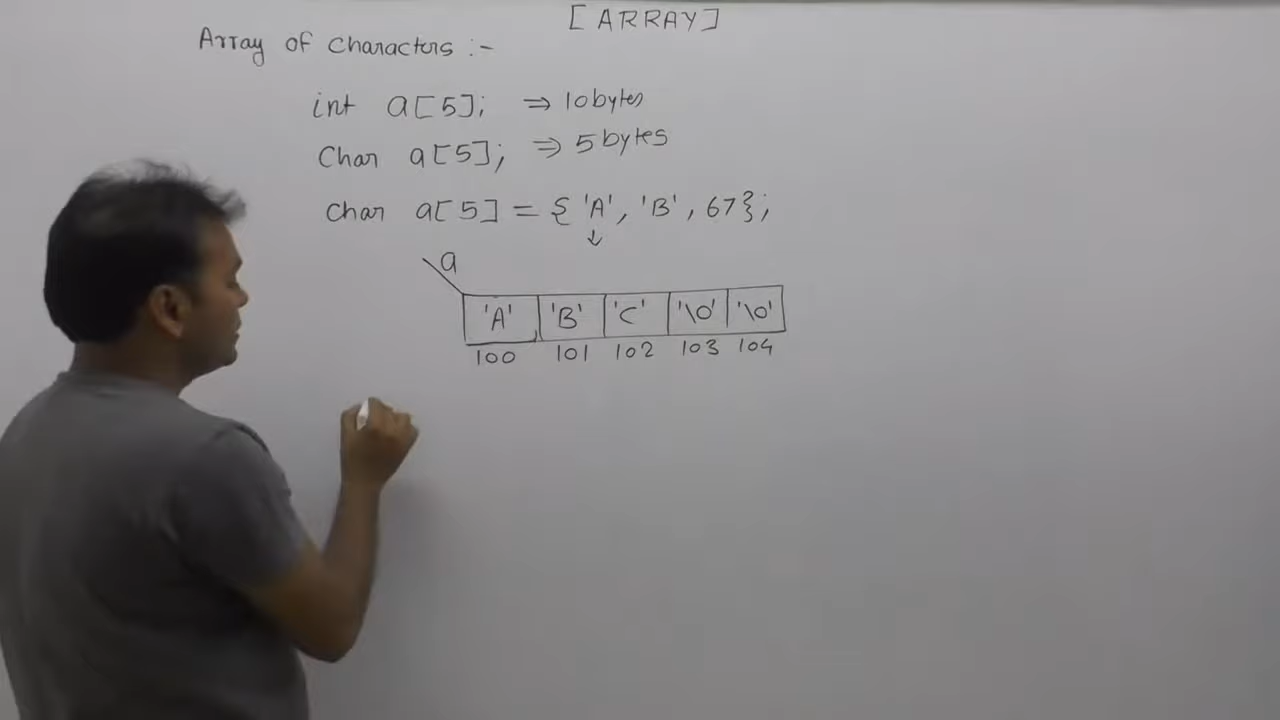 [ARRAY]
Array of characters :-
int a[5]; ⇒ 10 bytes
Char a[5]; ⇒ 5 bytes
char a[5] = {'A', 'B', 67};
↓
a
'A' 'B' 'C' '\0' '\0'
100 101 102 103 104